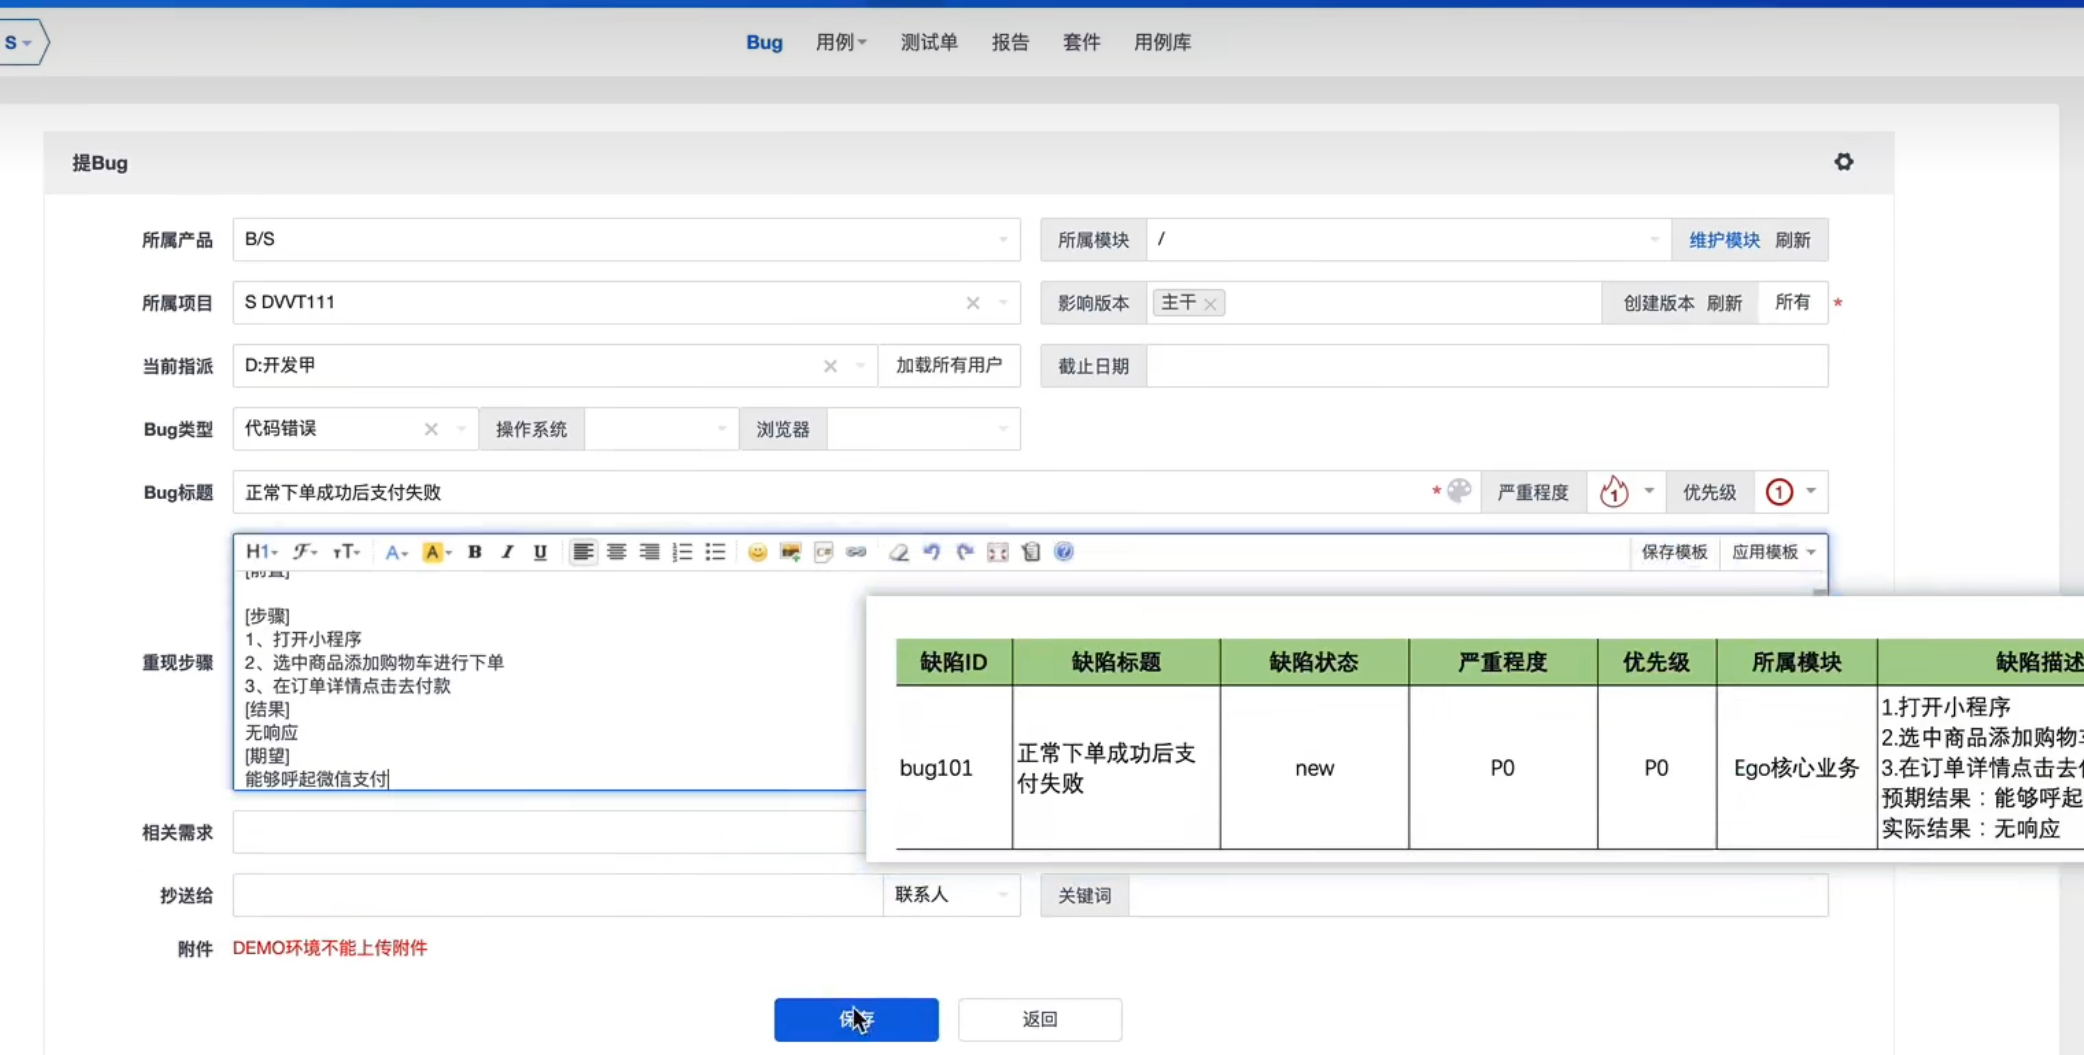 S
Bug 用例 测试单 报告 套件 用例库
提Bug
所属产品 B/S 所属模块 / 维护模块 刷新
所属项目 S DVVT111 影响版本 主干 创建版本 刷新 所有 *
当前指派 D:开发甲 加载所有用户 截止日期
Bug类型 代码错误 操作系统 浏览器
Bug标题 正常下单成功后支付失败 * 严重程度 1 优先级 1
H1 F тT A A B I U C# 保存模板 应用模板
重现步骤
[前置]
[步骤]
1、打开小程序
2、选中商品添加购物车进行下单
3、在订单详情点击去付款
[结果]
无响应
[期望]
能够呼起微信支付
缺陷ID 缺陷标题 缺陷状态 严重程度 优先级 所属模块 缺陷描述
bug101
正常下单成功后支
付失败
new
P0
P0
Ego核心业务
1.打开小程序
2.选中商品添加购物
3.在订单详情点击去
预期结果：能够呼起
实际结果：无响应
相关需求
抄送给 联系人 关键词
附件 DEMO环境不能上传附件
保存 返回